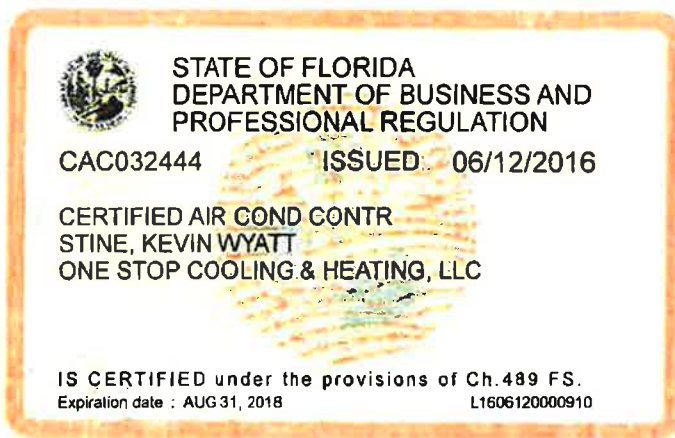 STATE OF FLORIDA
DEPARTMENT OF BUSINESS AND
PROFESSIONAL REGULATION
CAC032444 ISSUED: 06/12/2016
CERTIFIED AIR COND CONTR
STINE, KEVIN WYATT
ONE STOP COOLING & HEATING, LLC
IS CERTIFIED under the provisions of Ch.489 FS.
Expiration date : AUG 31, 2018 L1606120000910